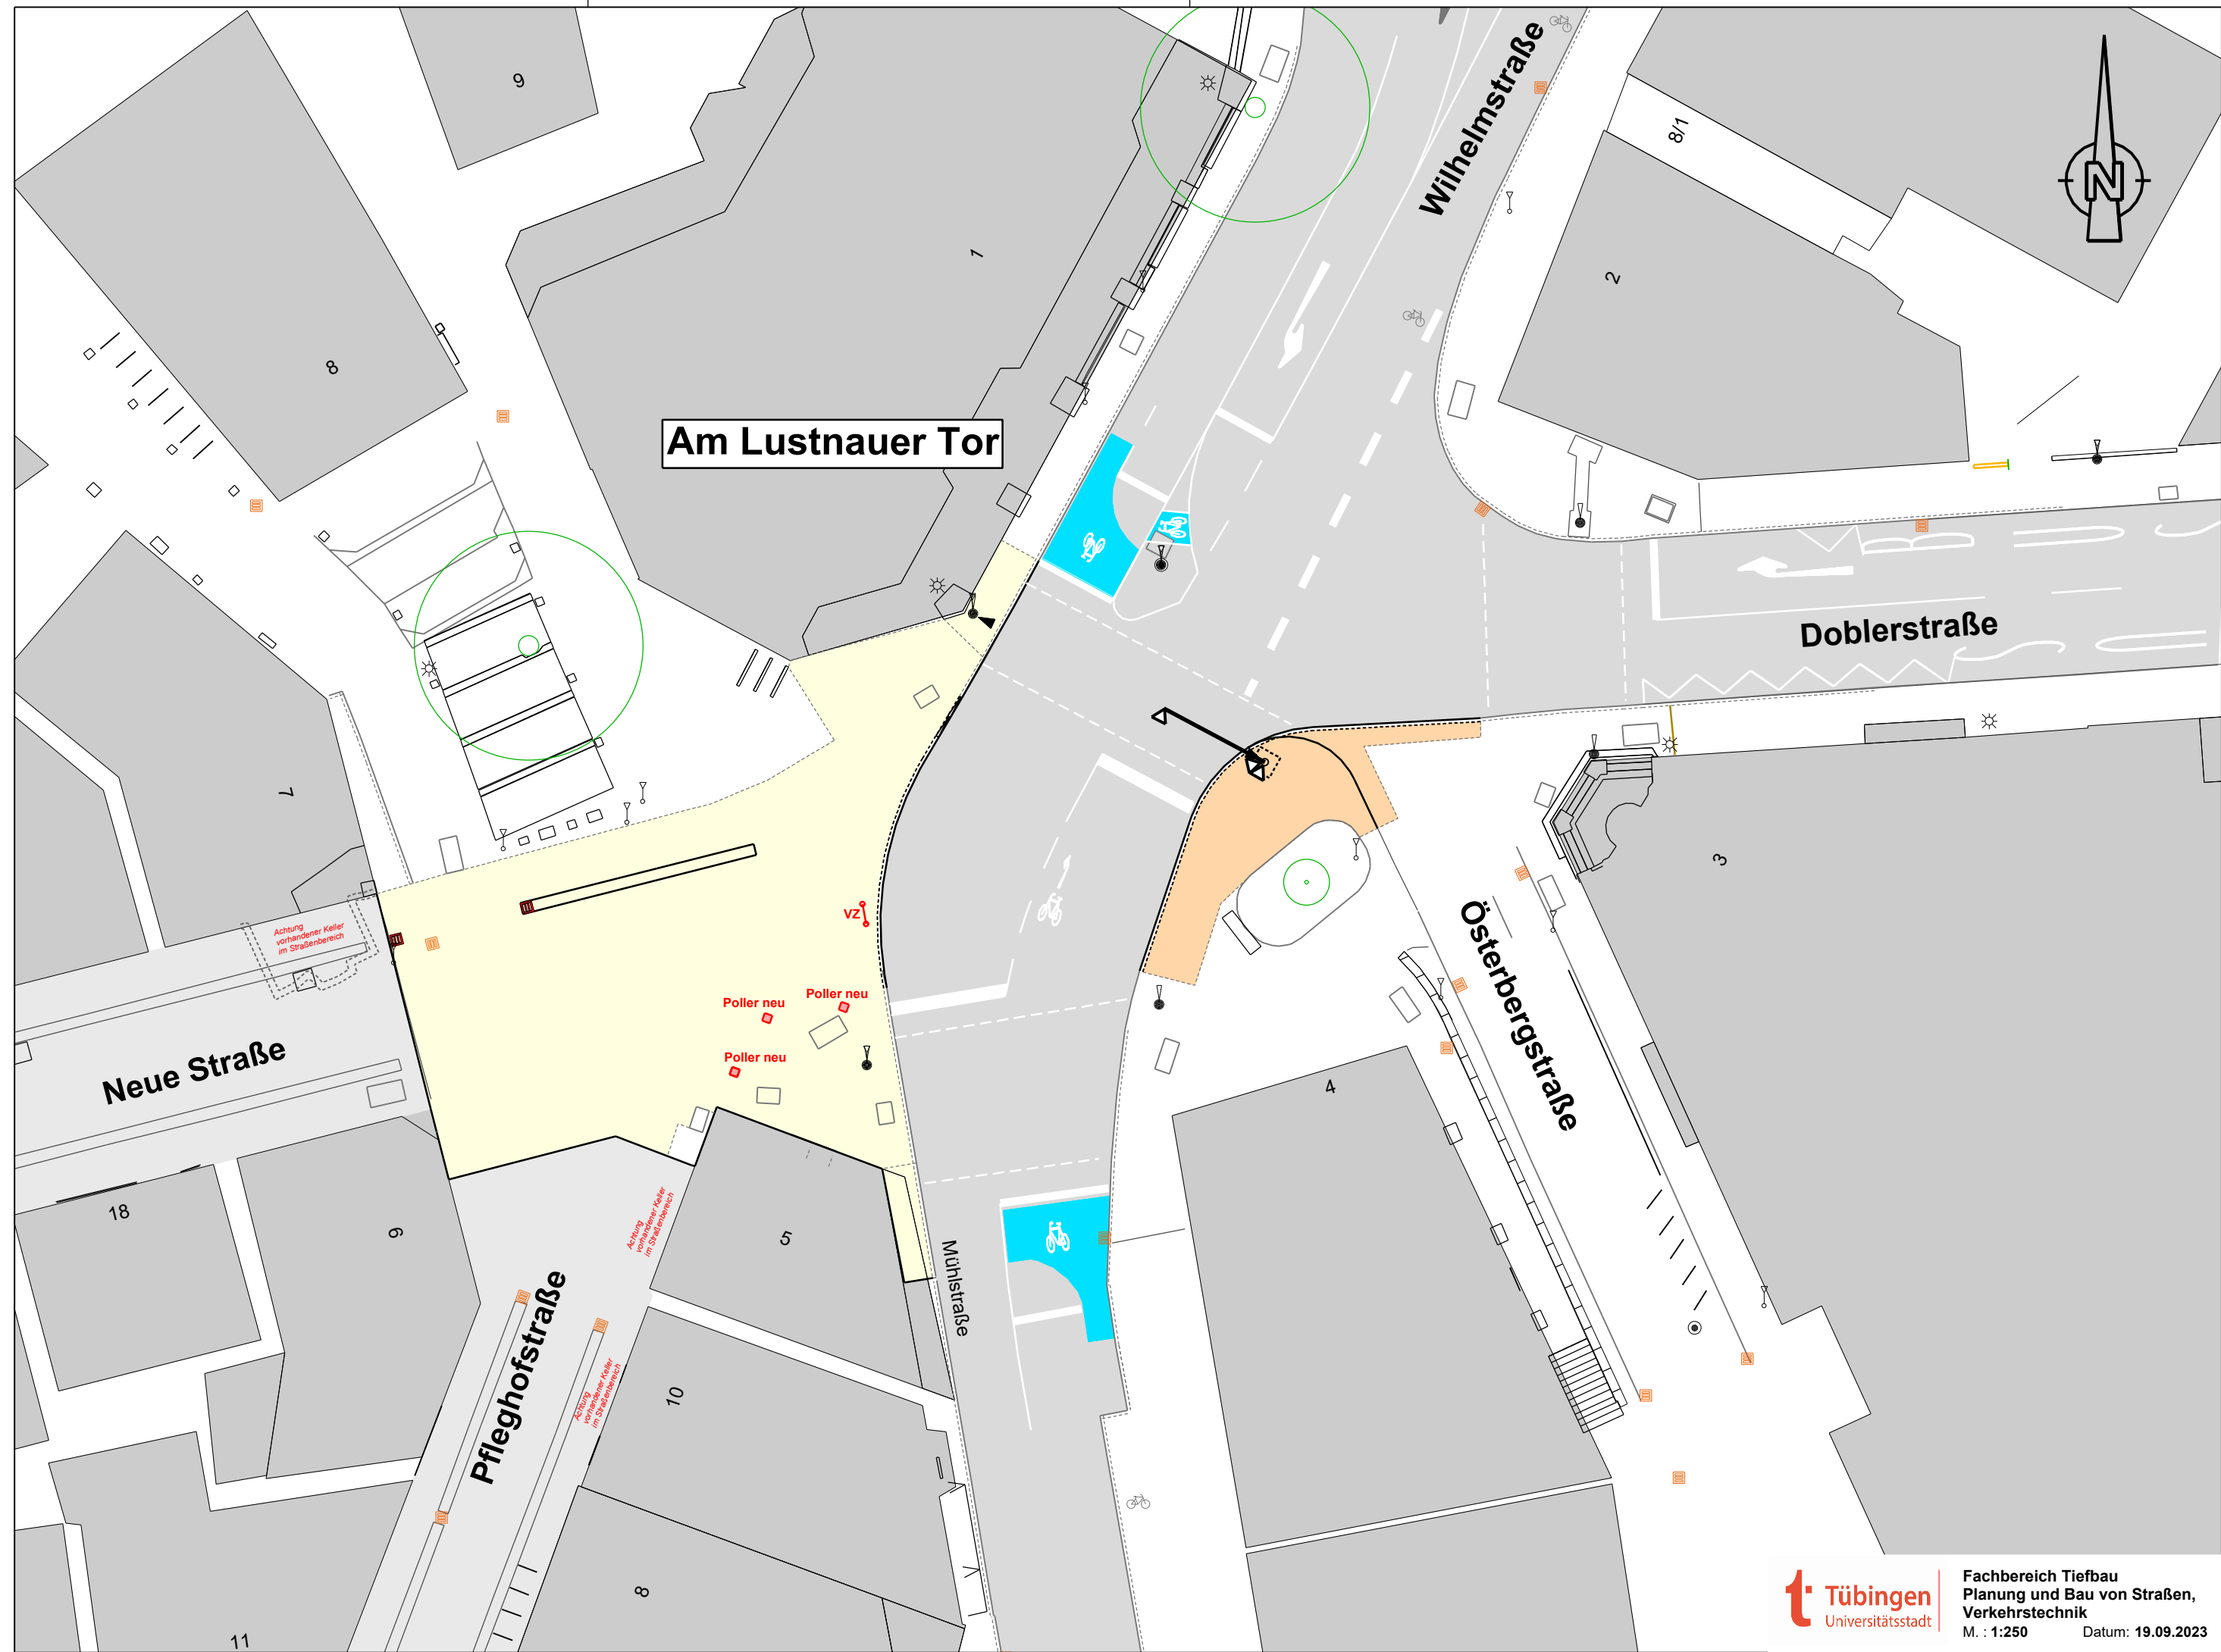 9
Wilhelmstraße
8/1
N
1
2
8
Am Lustnauer Tor
Doblerstraße
7
3
VZ
Achtung
vorhandener Keller
im Straßenbereich
Österbergstraße
Poller neu
Poller neu
Poller neu
Neue Straße
4
18
6
Achtung
vorhandener Keller
im Straßenbereich
5
Mühlstraße
Pfleghofstraße
Achtung
vorhandener Keller
im Straßenbereich
10
8
11
Tübingen
Universitätsstadt
Fachbereich Tiefbau
Planung und Bau von Straßen,
Verkehrstechnik
M. : 1:250 Datum: 19.09.2023